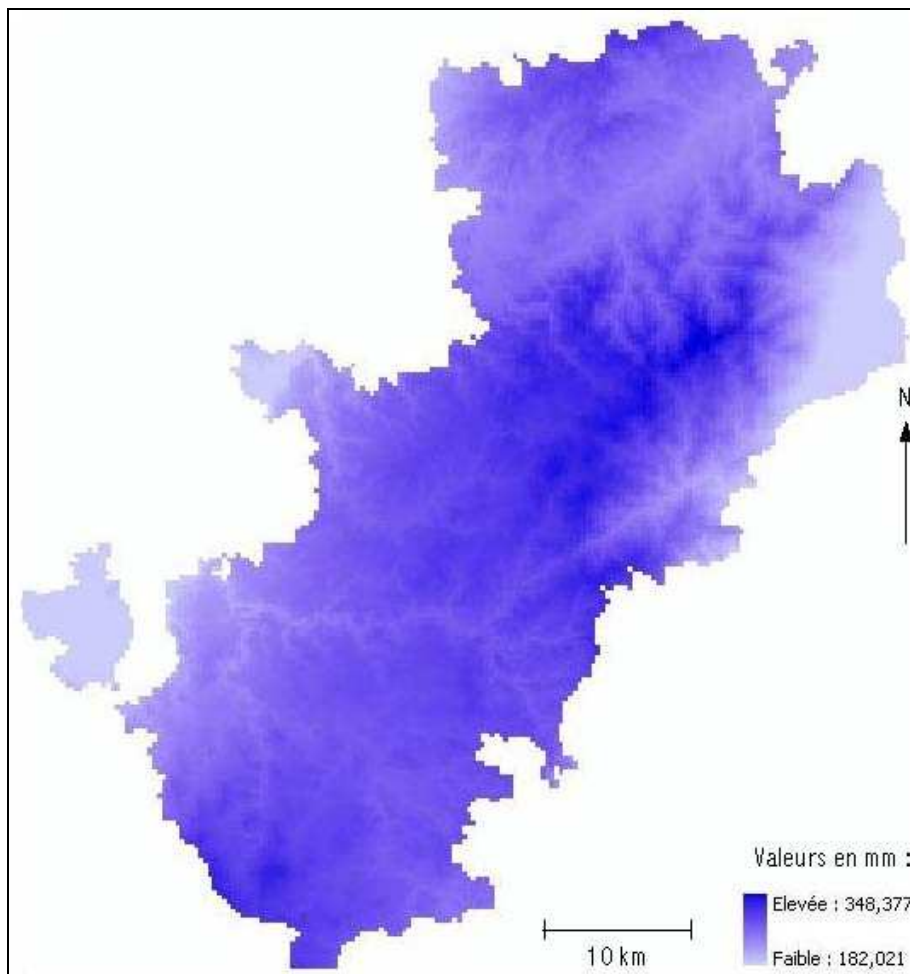 N
Valeurs en mm :
Elevée : 348,377
Faible : 182,021
10 km